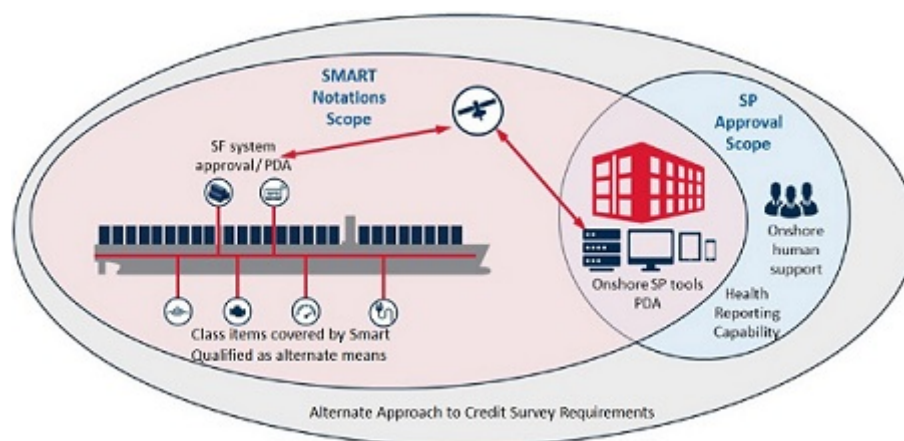 SMART
Notations
Scope
SP
Approval
Scope
SF system
approval/ PDA
Onshore
human
support
Onshore SP tools
PDA
Health
Reporting
Capability
Class items covered by Smart
Qualified as alternate means
Alternate Approach to Credit Survey Requirements